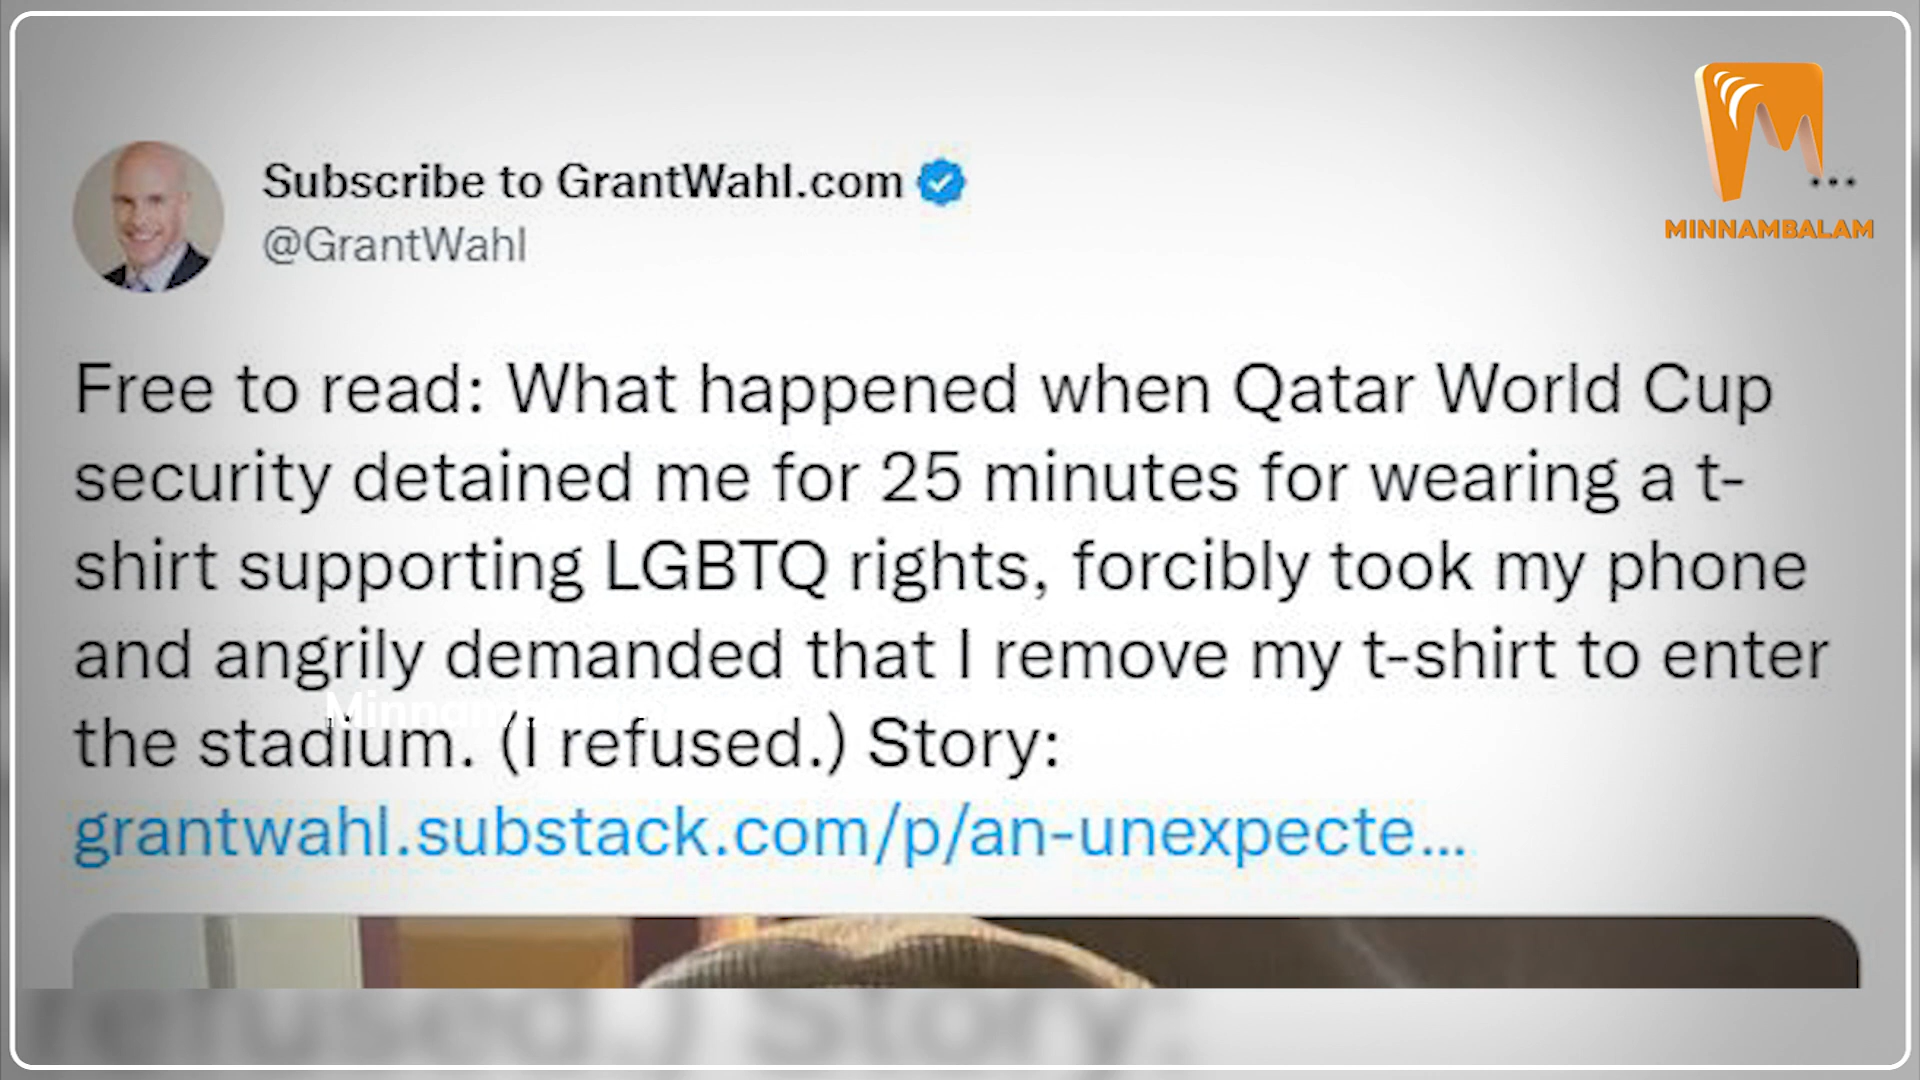 MINNAMBALAM
Subscribe to GrantWahl.com
@GrantWahl
Free to read: What happened when Qatar World Cup
security detained me for 25 minutes for wearing a t-
shirt supporting LGBTQ rights, forcibly took my phone
and angrily demanded that I remove my t-shirt to enter
the stadium. (I refused.) Story:
grantwahl.substack.com/p/an-unexpecte...
refused.) Story: